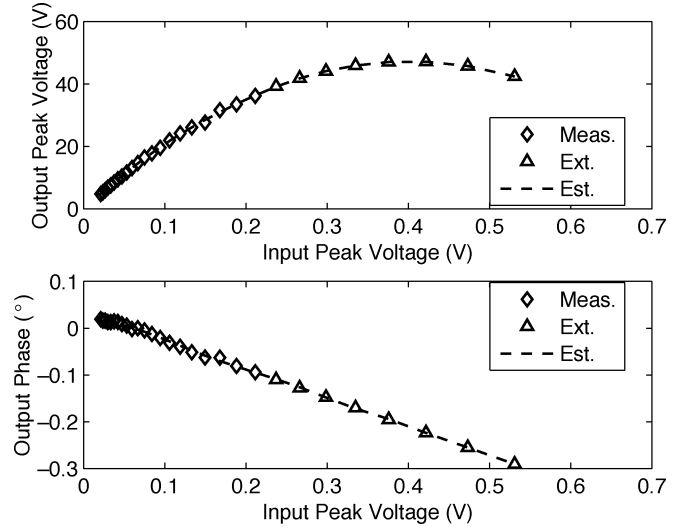 60
40
20
0
Output Peak Voltage (V)
0 0.1 0.2 0.3 0.4 0.5 0.6 0.7
Input Peak Voltage (V)
Meas.
Ext.
Est.
0.1
0
−0.1
−0.2
−0.3
Output Phase (°)
0 0.1 0.2 0.3 0.4 0.5 0.6 0.7
Input Peak Voltage (V)
Meas.
Ext.
Est.